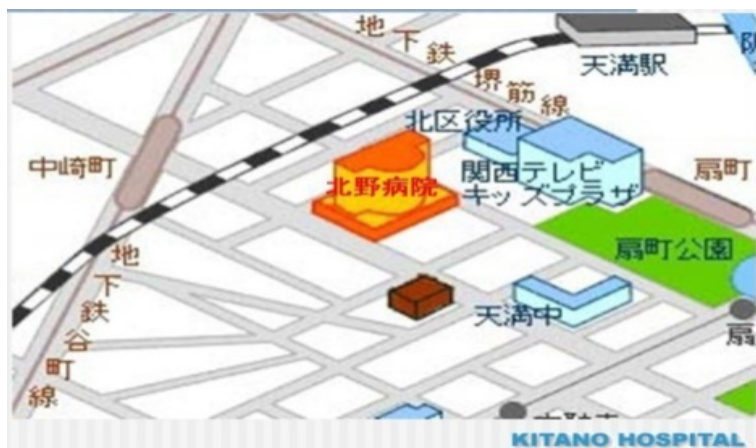 地下鉄堺筋線
天満駅
北区役所
中崎町
北野病院
関西テレビ
キッズプラザ
扇町
扇町公園
地下鉄谷町線
天満中
KITANO HOSPITAL